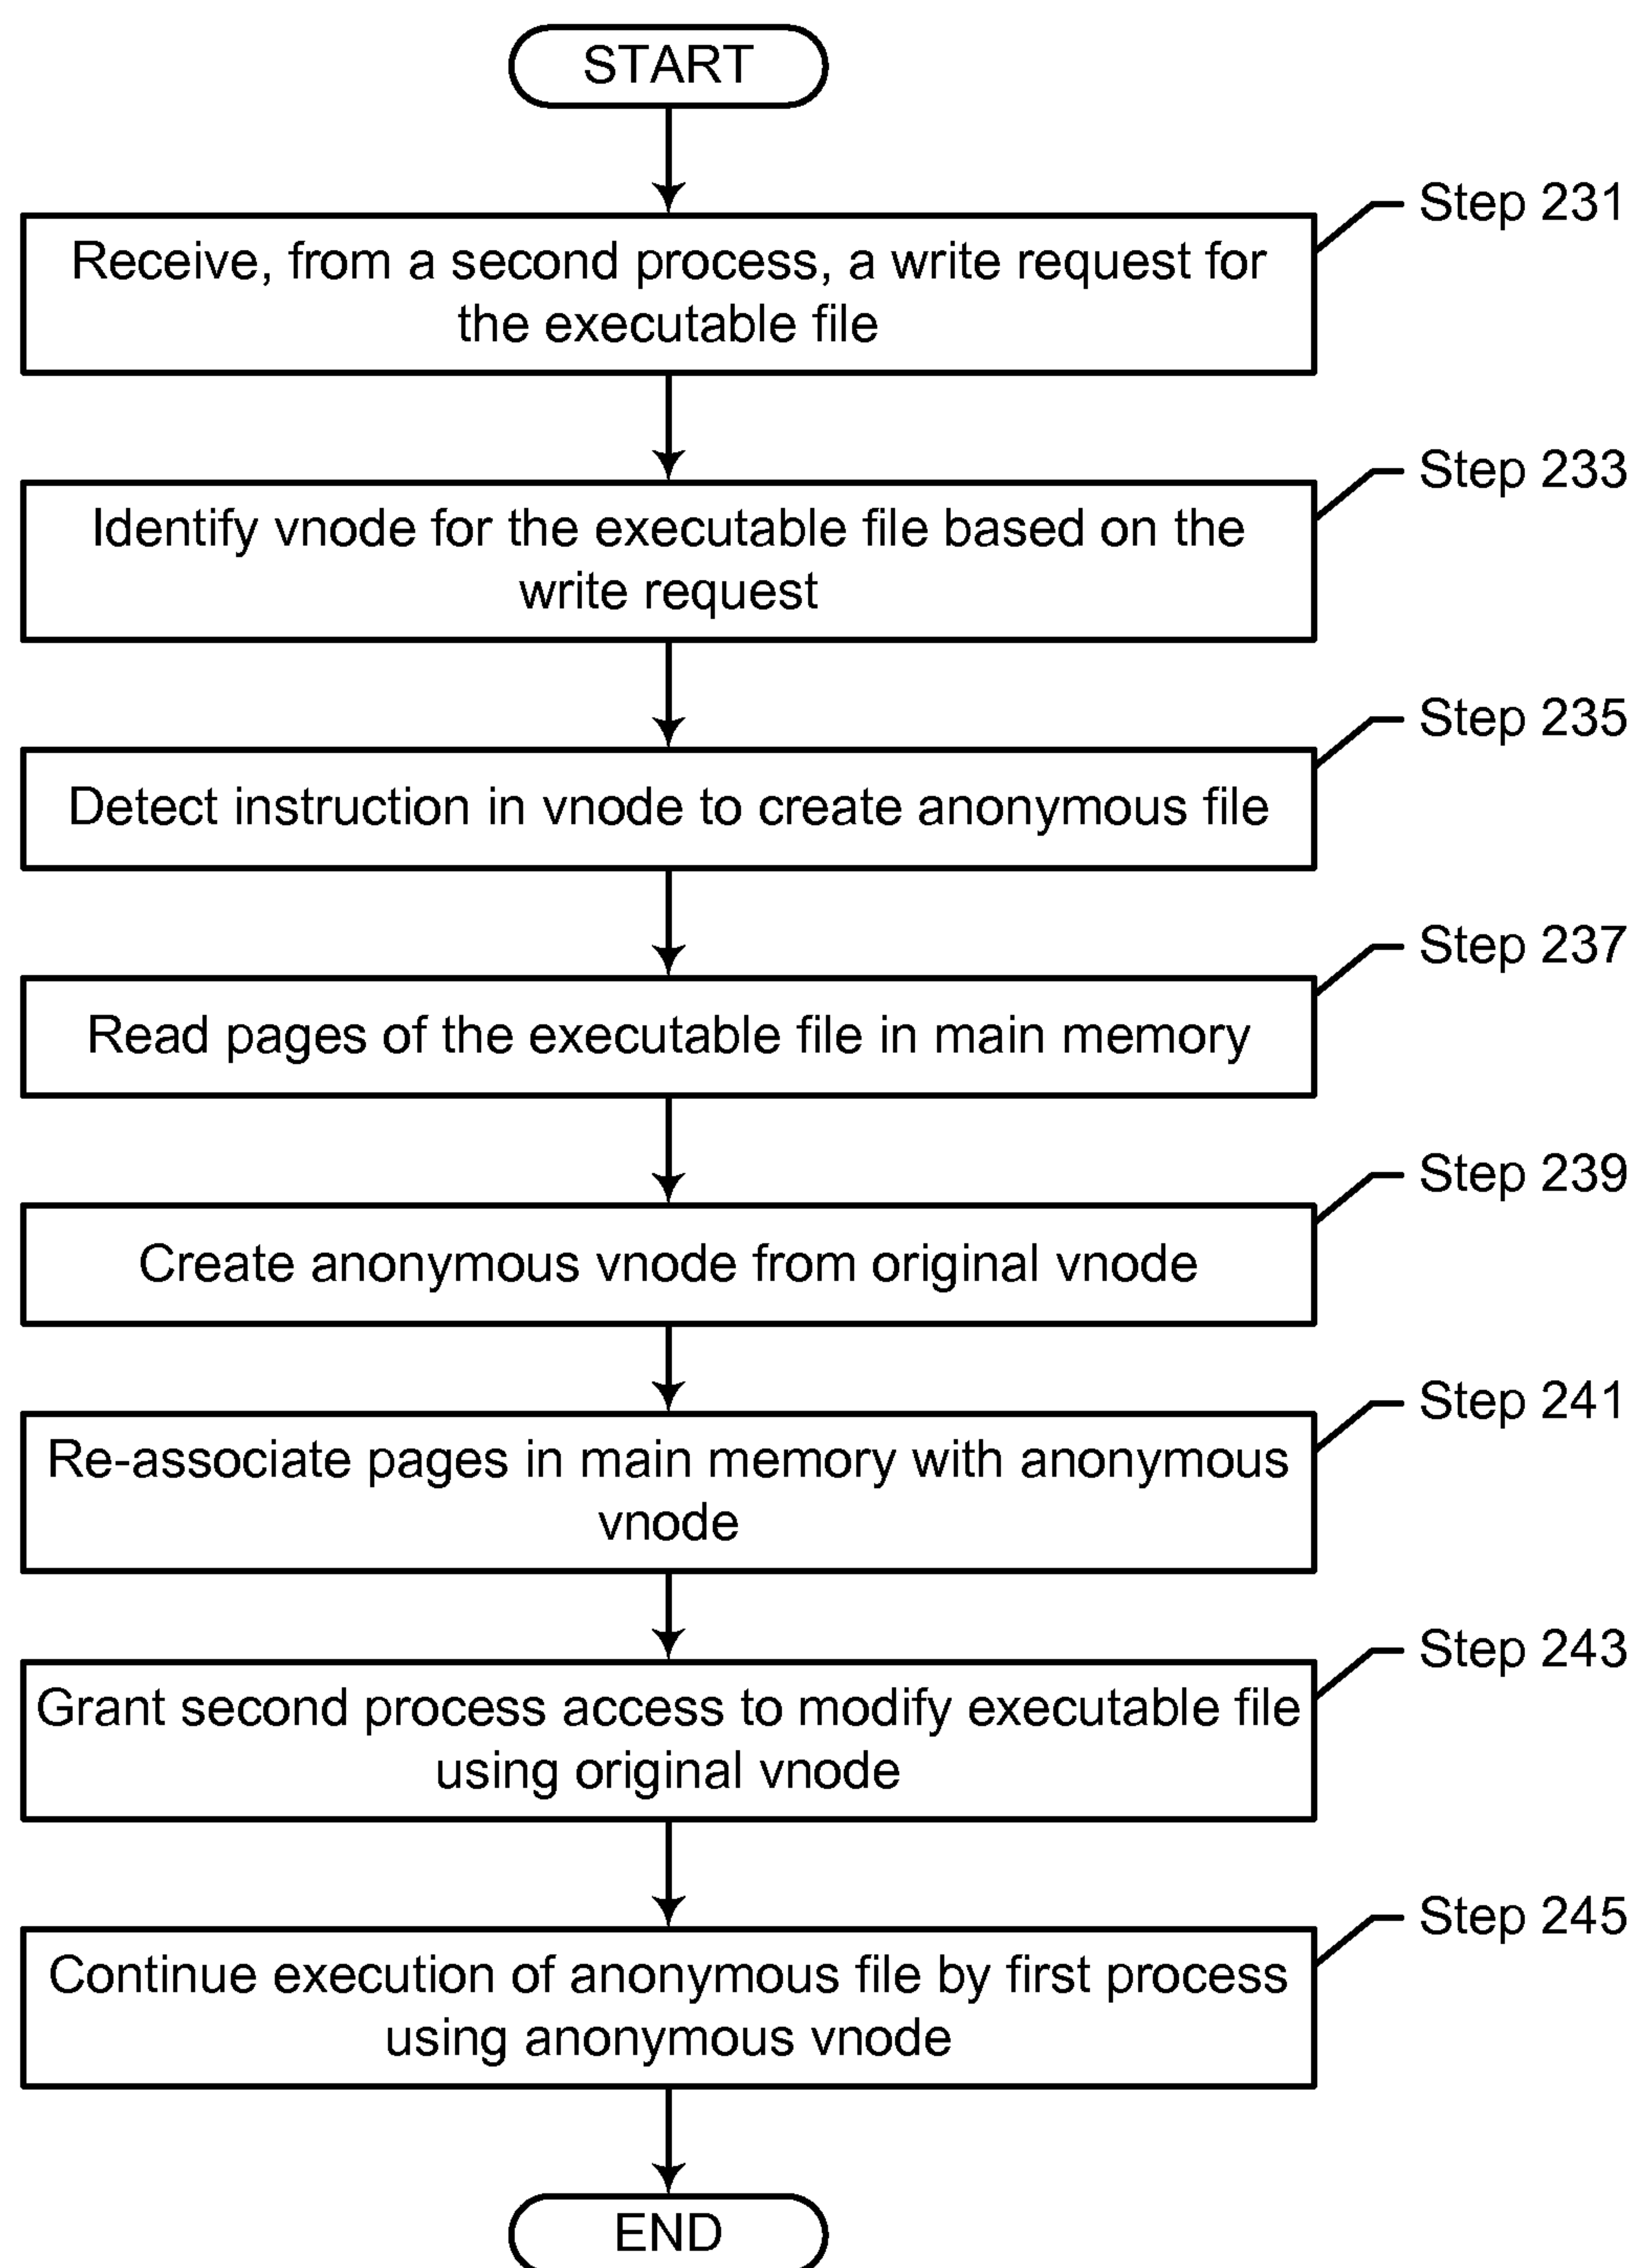 START
Step 231
Receive, from a second process, a write request for
the executable file
Step 233
Identify vnode for the executable file based on the
write request
Step 235
Detect instruction in vnode to create anonymous file
Step 237
Read pages of the executable file in main memory
Step 239
Create anonymous vnode from original vnode
Step 241
Re-associate pages in main memory with anonymous
vnode
Step 243
Grant second process access to modify executable file
using original vnode
Step 245
Continue execution of anonymous file by first process
using anonymous vnode
END